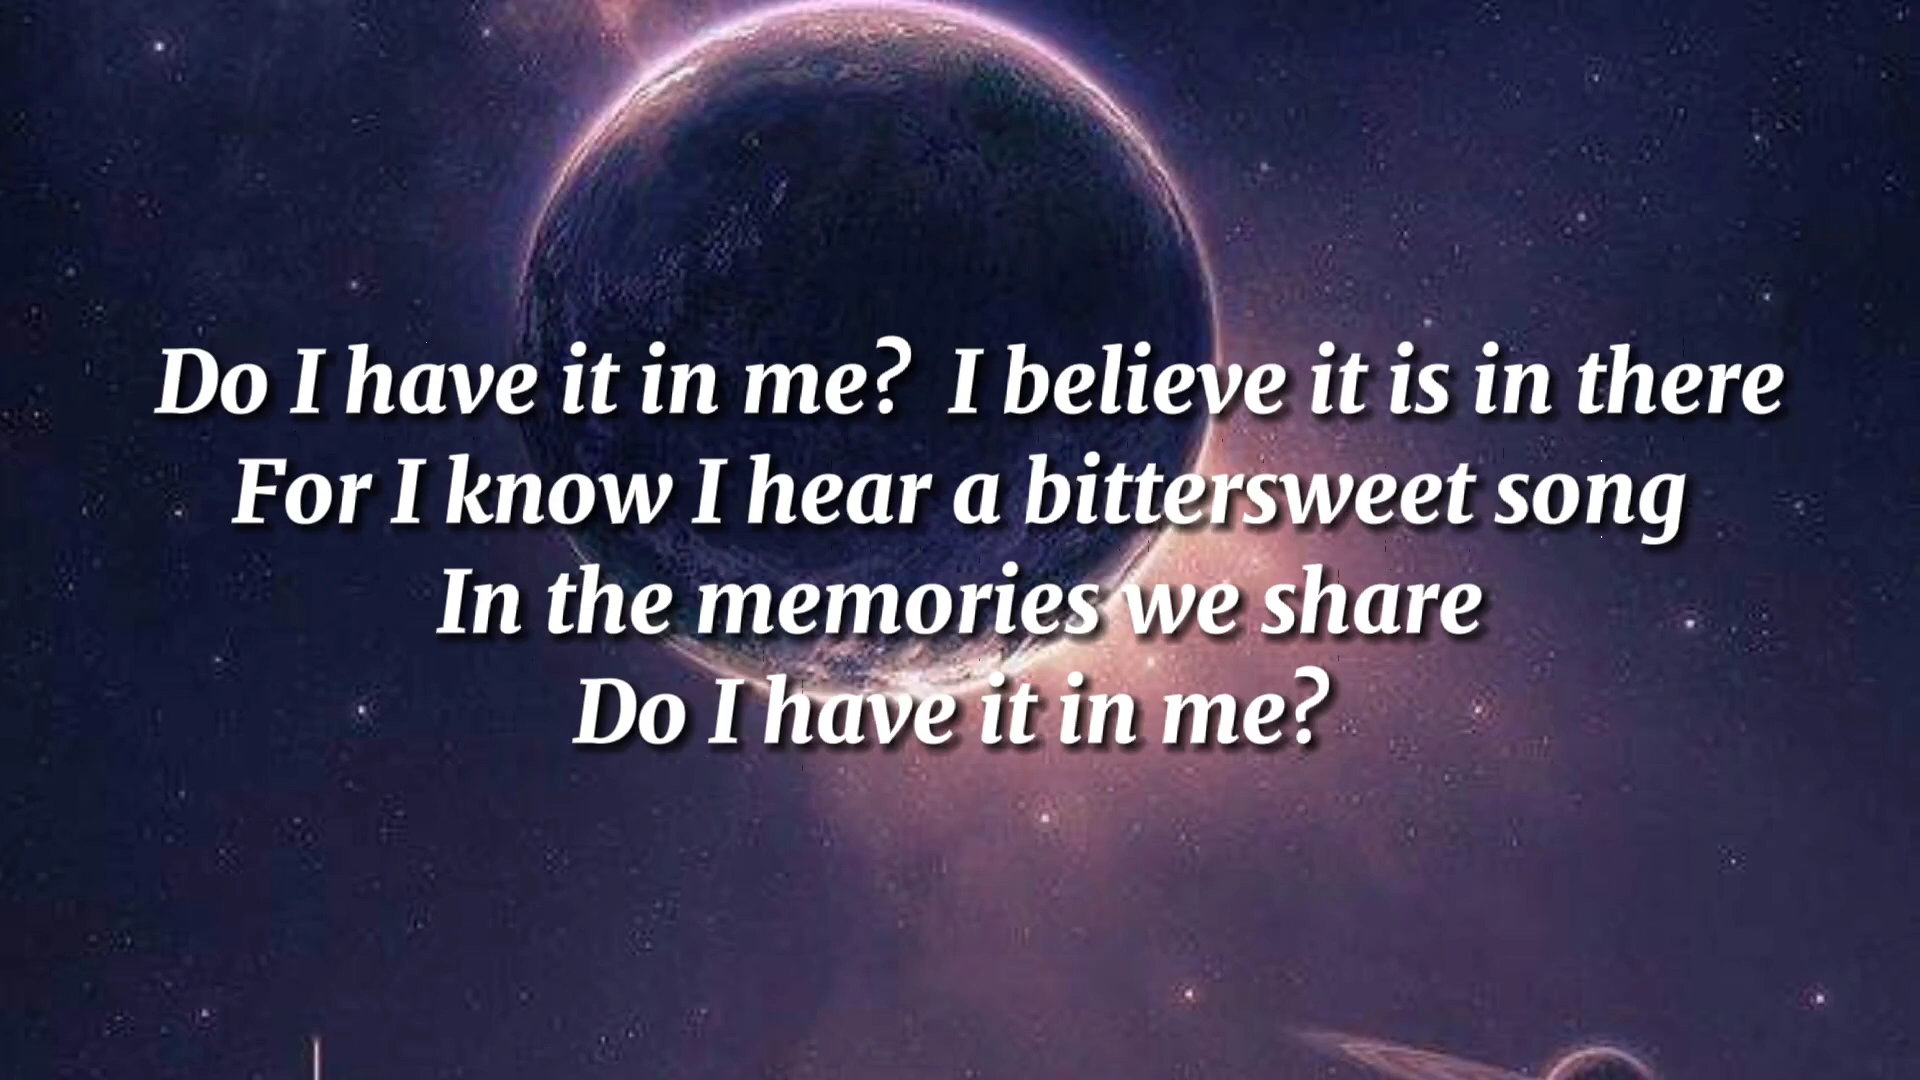 Do I have it in me?  I believe it is in there
For I know I hear a bittersweet song
In the memories we share
Do I have it in me?